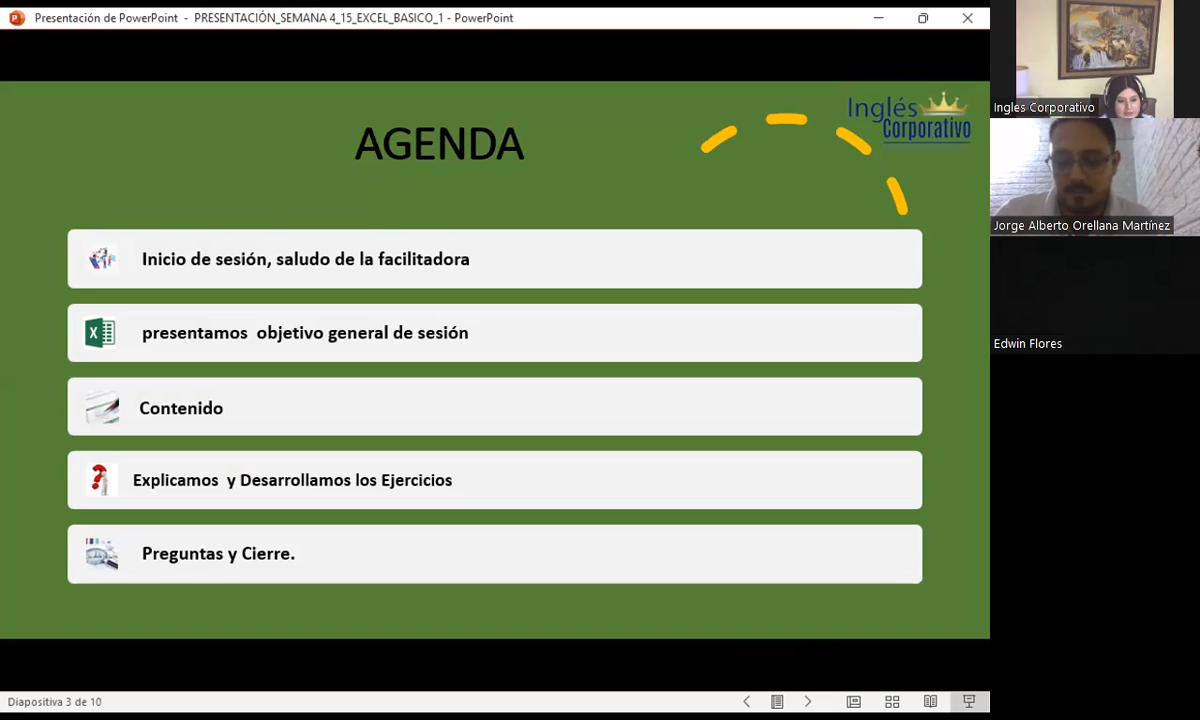 Presentación de PowerPoint - PRESENTACIÓN_SEMANA 4_15_EXCEL_BASICO_1 - PowerPoint
Inglés
Corporativo
AGENDA
Inicio de sesión, saludo de la facilitadora
presentamos objetivo general de sesión
Contenido
Explicamos y Desarrollamos los Ejercicios
Preguntas y Cierre.
Diapositiva 3 de 10
Ingles Corporativo
Jorge Alberto Orellana Martínez
Edwin Flores